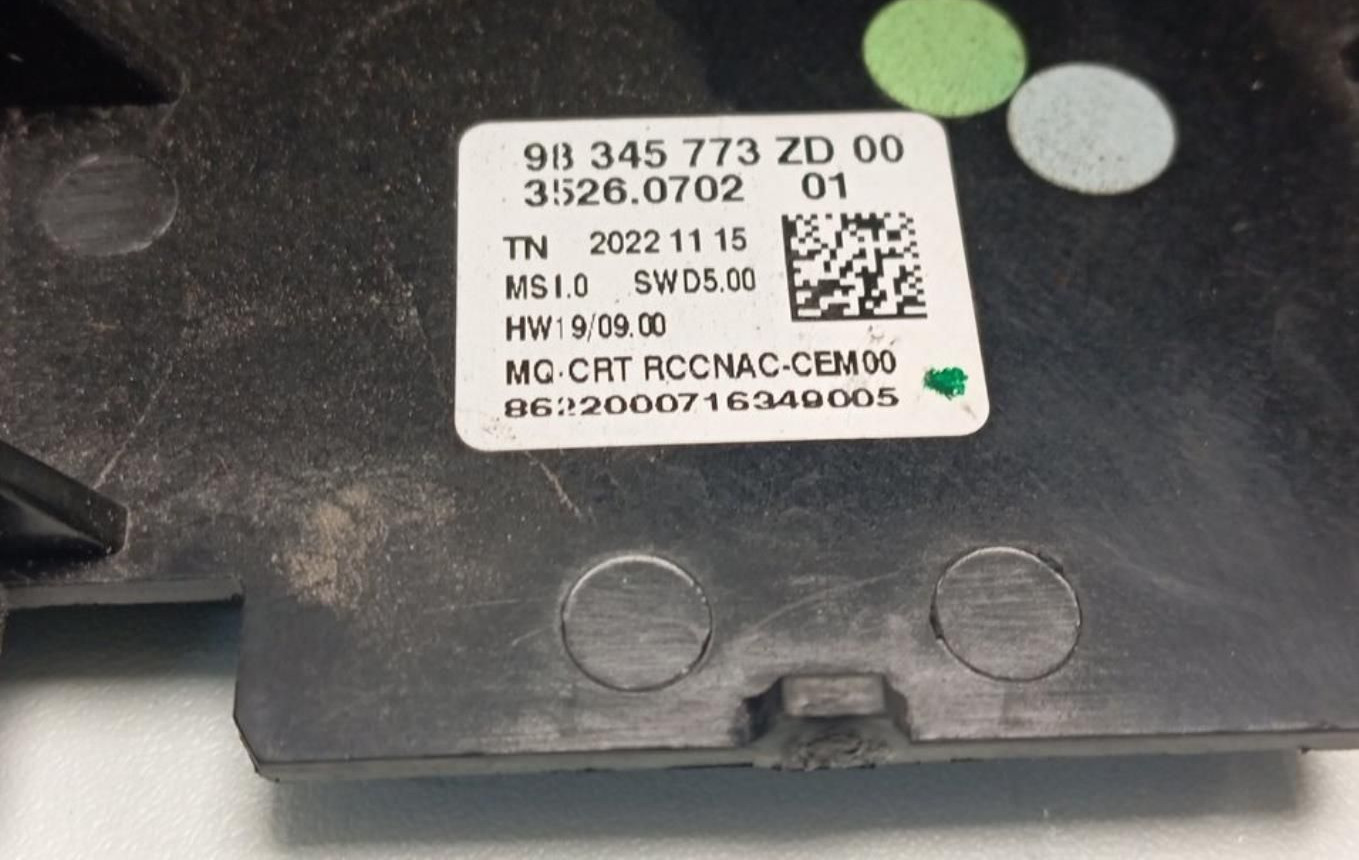 98 345 773 ZD 00
3526.0702 01
TN 2022 11 15
MS1.0 SWD5.00
HW19/09.00
MQ-CRT RCCNAC-CEM00
8622000716349005